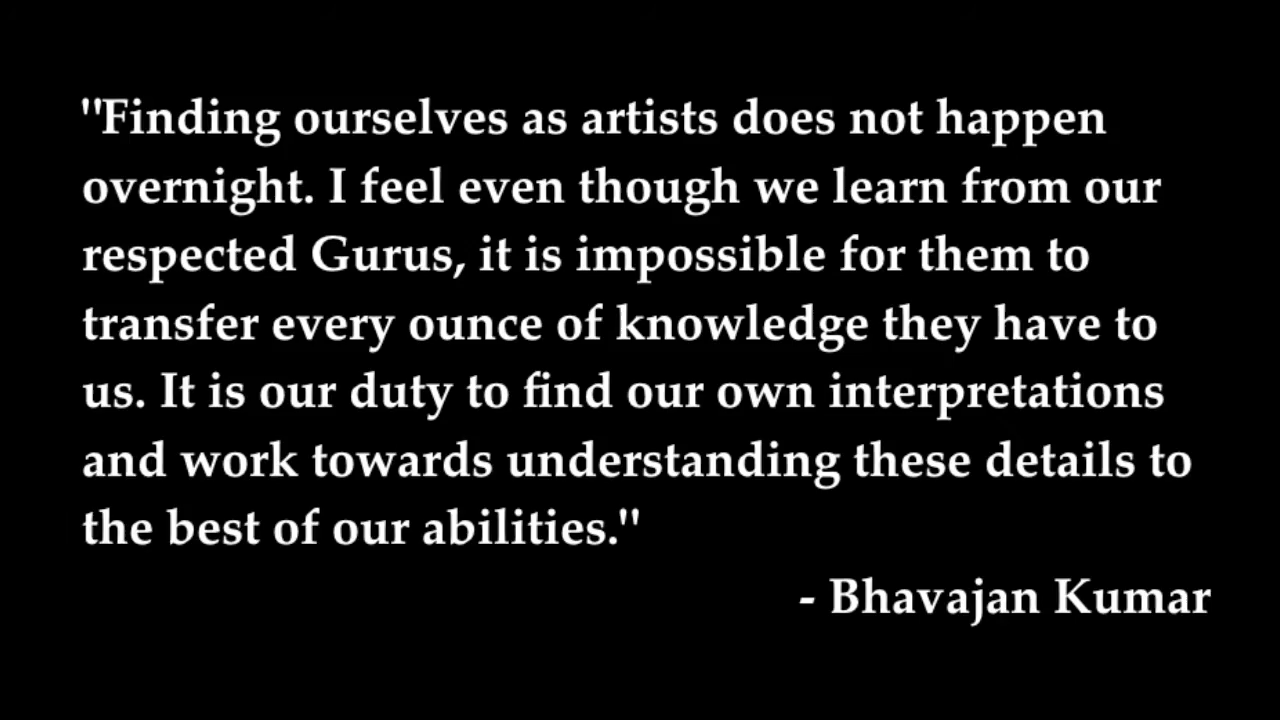 "Finding ourselves as artists does not happen
overnight. I feel even though we learn from our
respected Gurus, it is impossible for them to
transfer every ounce of knowledge they have to
us. It is our duty to find our own interpretations
and work towards understanding these details to
the best of our abilities."
- Bhavajan Kumar